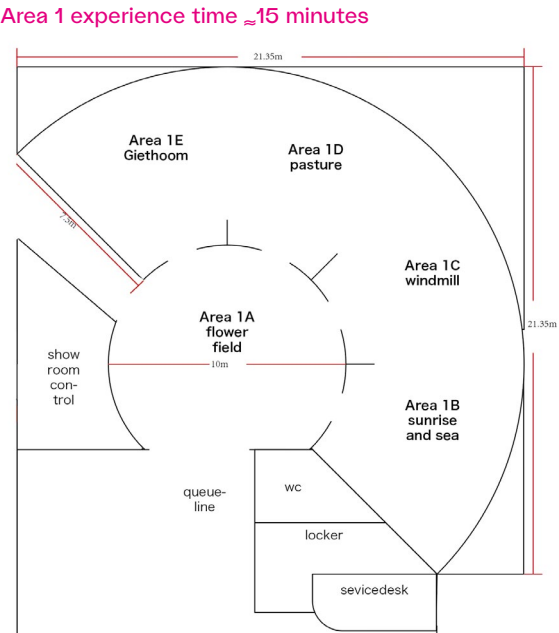 Area 1 experience time ≈15 minutes
21.35m
Area 1E
Giethoom
Area 1D
pasture
7.5m
Area 1C
windmill
Area 1A
flower
field
21.35m
show
room
con-
trol
10m
Area 1B
sunrise
and sea
queue-
line
wc
locker
sevicedesk